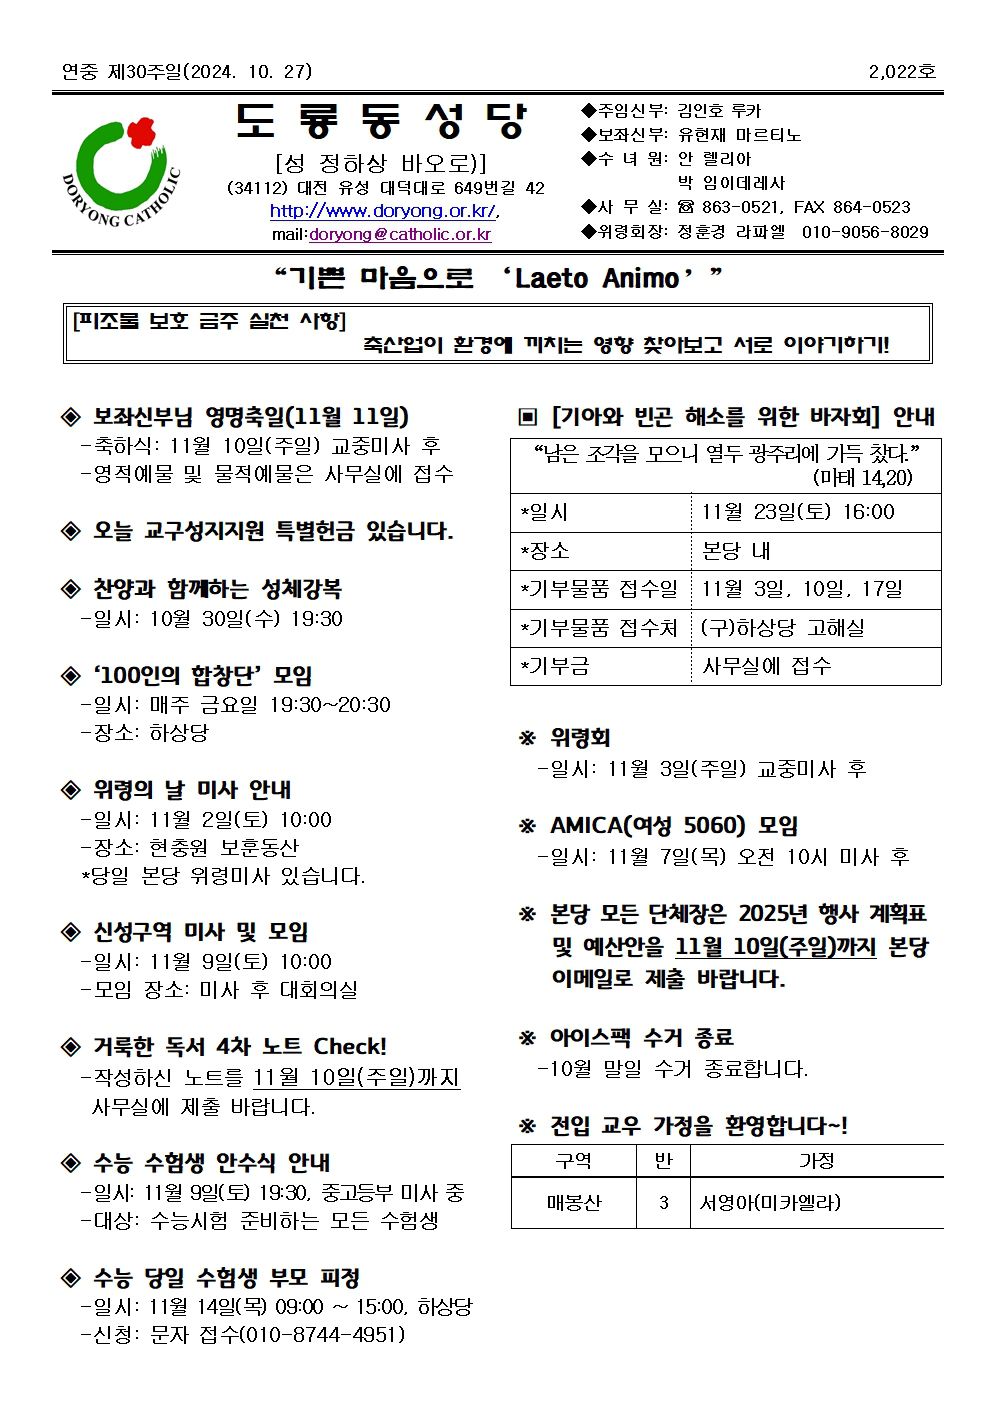 연중 제30주일(2024. 10. 27)
2,022호
DORYONG CATHOLIC
도룡동성당
[성 정하상 바오로)]
(34112) 대전 유성 대덕대로 649번길 42
http://www.doryong.or.kr/,
mail:doryong@catholic.or.kr
◆주임신부: 김인호 루카
◆보좌신부: 유현재 마르티노
◆수 녀 원: 안 렐리아
박 임이데레사
◆사 무 실: ☎ 863-0521, FAX 864-0523
◆위령회장: 정훈경 라파엘 010-9056-8029
“기쁜 마음으로 ‘Laeto Animo’”
[피조물 보호 금주 실천 사항]
축산업이 환경에 끼치는 영향 찾아보고 서로 이야기하기!
◈ 보좌신부님 영명축일(11월 11일)
-축하식: 11월 10일(주일) 교중미사 후
-영적예물 및 물적예물은 사무실에 접수
◈ 오늘 교구성지지원 특별헌금 있습니다.
◈ 찬양과 함께하는 성체강복
-일시: 10월 30일(수) 19:30
◈ ‘100인의 합창단’ 모임
-일시: 매주 금요일 19:30~20:30
-장소: 하상당
◈ 위령의 날 미사 안내
-일시: 11월 2일(토) 10:00
-장소: 현충원 보훈동산
*당일 본당 위령미사 있습니다.
◈ 신성구역 미사 및 모임
-일시: 11월 9일(토) 10:00
-모임 장소: 미사 후 대회의실
◈ 거룩한 독서 4차 노트 Check!
-작성하신 노트를 11월 10일(주일)까지
사무실에 제출 바랍니다.
◈ 수능 수험생 안수식 안내
-일시: 11월 9일(토) 19:30, 중고등부 미사 중
-대상: 수능시험 준비하는 모든 수험생
◈ 수능 당일 수험생 부모 피정
-일시: 11월 14일(목) 09:00 ~ 15:00, 하상당
-신청: 문자 접수(010-8744-4951)
▣ [기아와 빈곤 해소를 위한 바자회] 안내
“남은 조각을 모으니 열두 광주리에 가득 찼다.”
(마태 14,20)
*일시 11월 23일(토) 16:00
*장소 본당 내
*기부물품 접수일 11월 3일, 10일, 17일
*기부물품 접수처 (구)하상당 고해실
*기부금 사무실에 접수
※ 위령회
-일시: 11월 3일(주일) 교중미사 후
※ AMICA(여성 5060) 모임
-일시: 11월 7일(목) 오전 10시 미사 후
※ 본당 모든 단체장은 2025년 행사 계획표
및 예산안을 11월 10일(주일)까지 본당
이메일로 제출 바랍니다.
※ 아이스팩 수거 종료
-10월 말일 수거 종료합니다.
※ 전입 교우 가정을 환영합니다~!
구역 반 가정
매봉산 3 서영아(미카엘라)